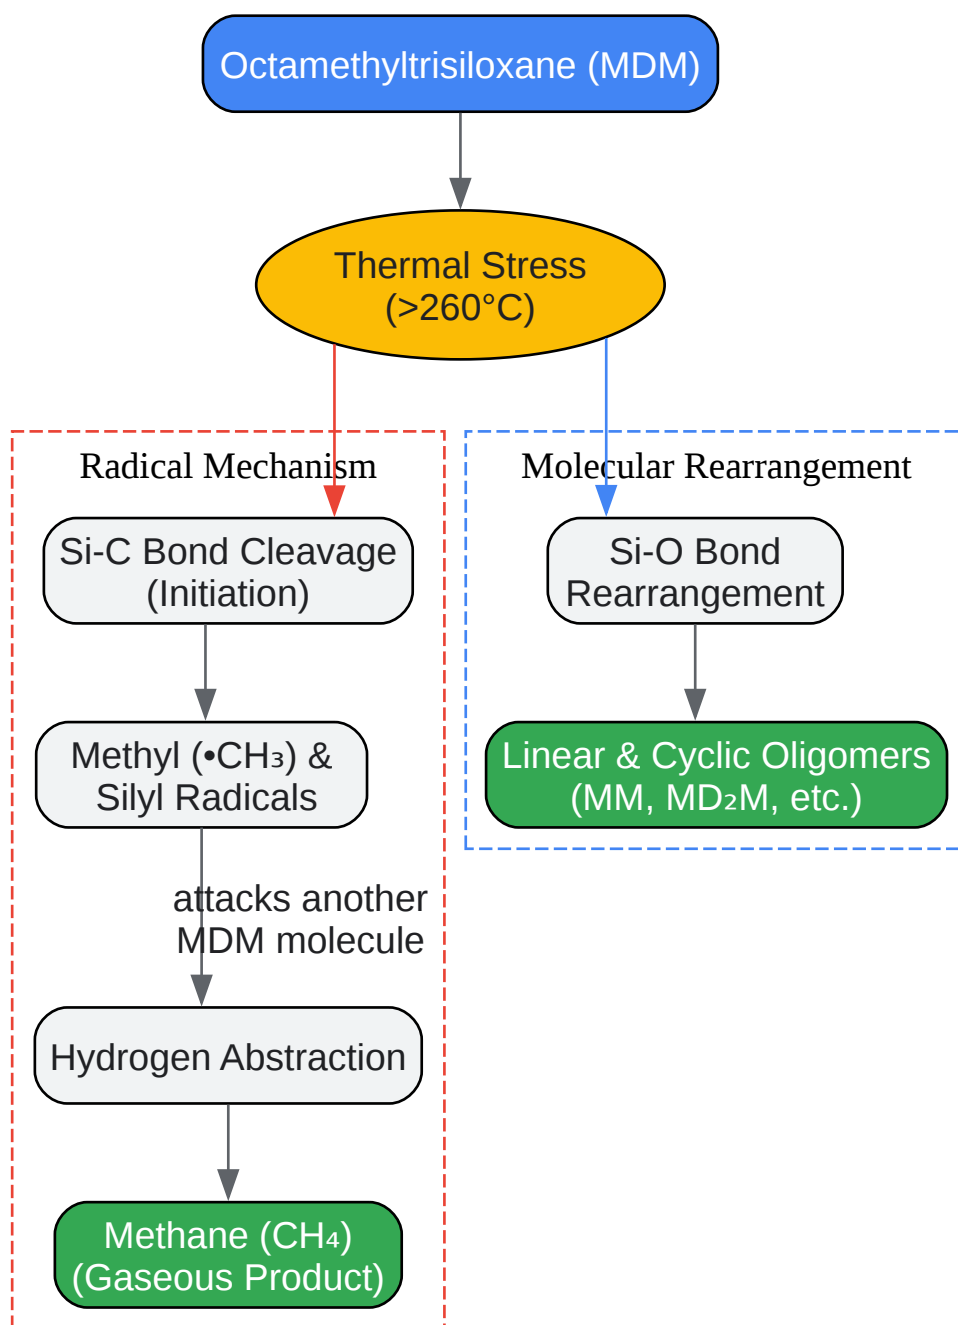 Octamethyltrisiloxane (MDM)
Thermal Stress
(>260°C)
Radical Mechanism
Si-C Bond Cleavage
(Initiation)
Methyl (•CH₃) &
Silyl Radicals
attacks another
MDM molecule
Hydrogen Abstraction
Methane (CH₄)
(Gaseous Product)
Molecular Rearrangement
Si-O Bond
Rearrangement
Linear & Cyclic Oligomers
(MM, MD₂M, etc.)